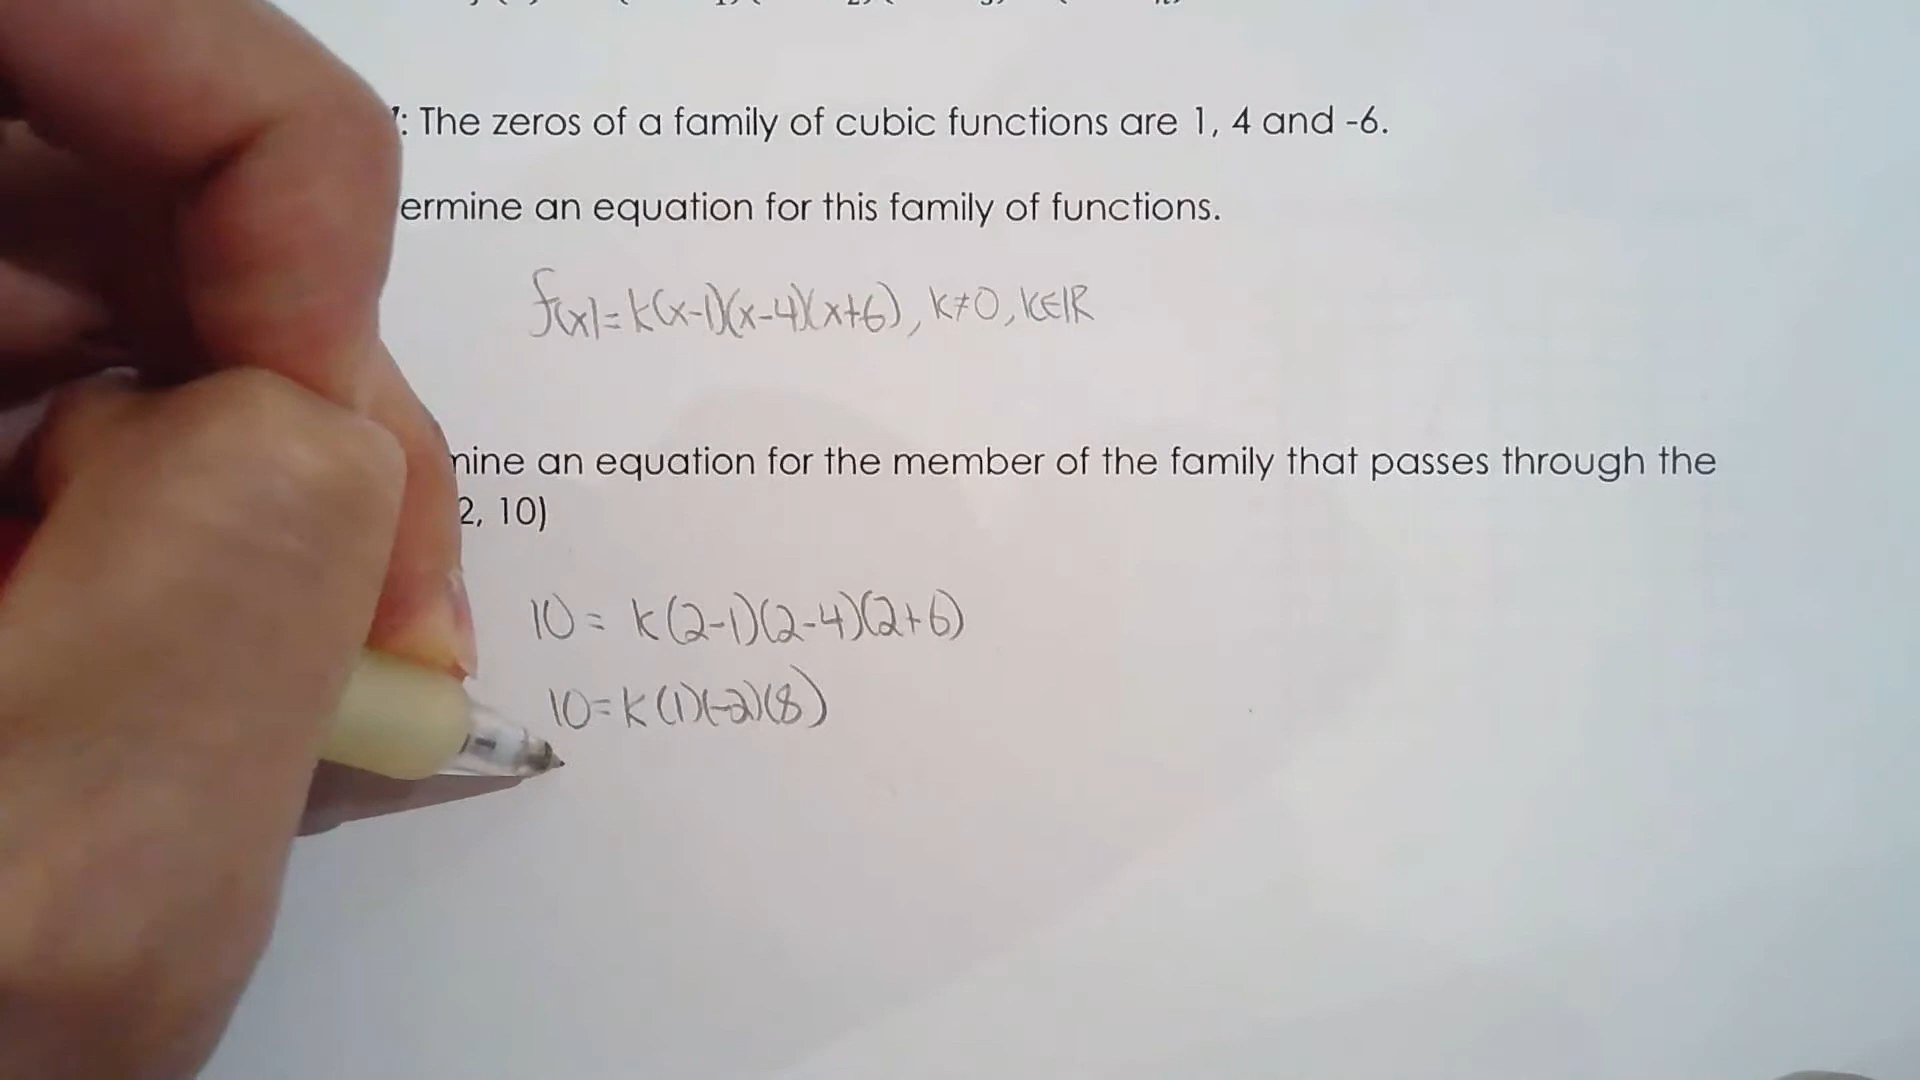 : The zeros of a family of cubic functions are 1, 4 and -6.
ermine an equation for this family of functions.
f(x)=k(x-1)(x-4)(x+6), k≠0, k∈ℝ
mine an equation for the member of the family that passes through the
2, 10)
10 = k(2-1)(2-4)(2+6)
10=k(1)(-2)(8)